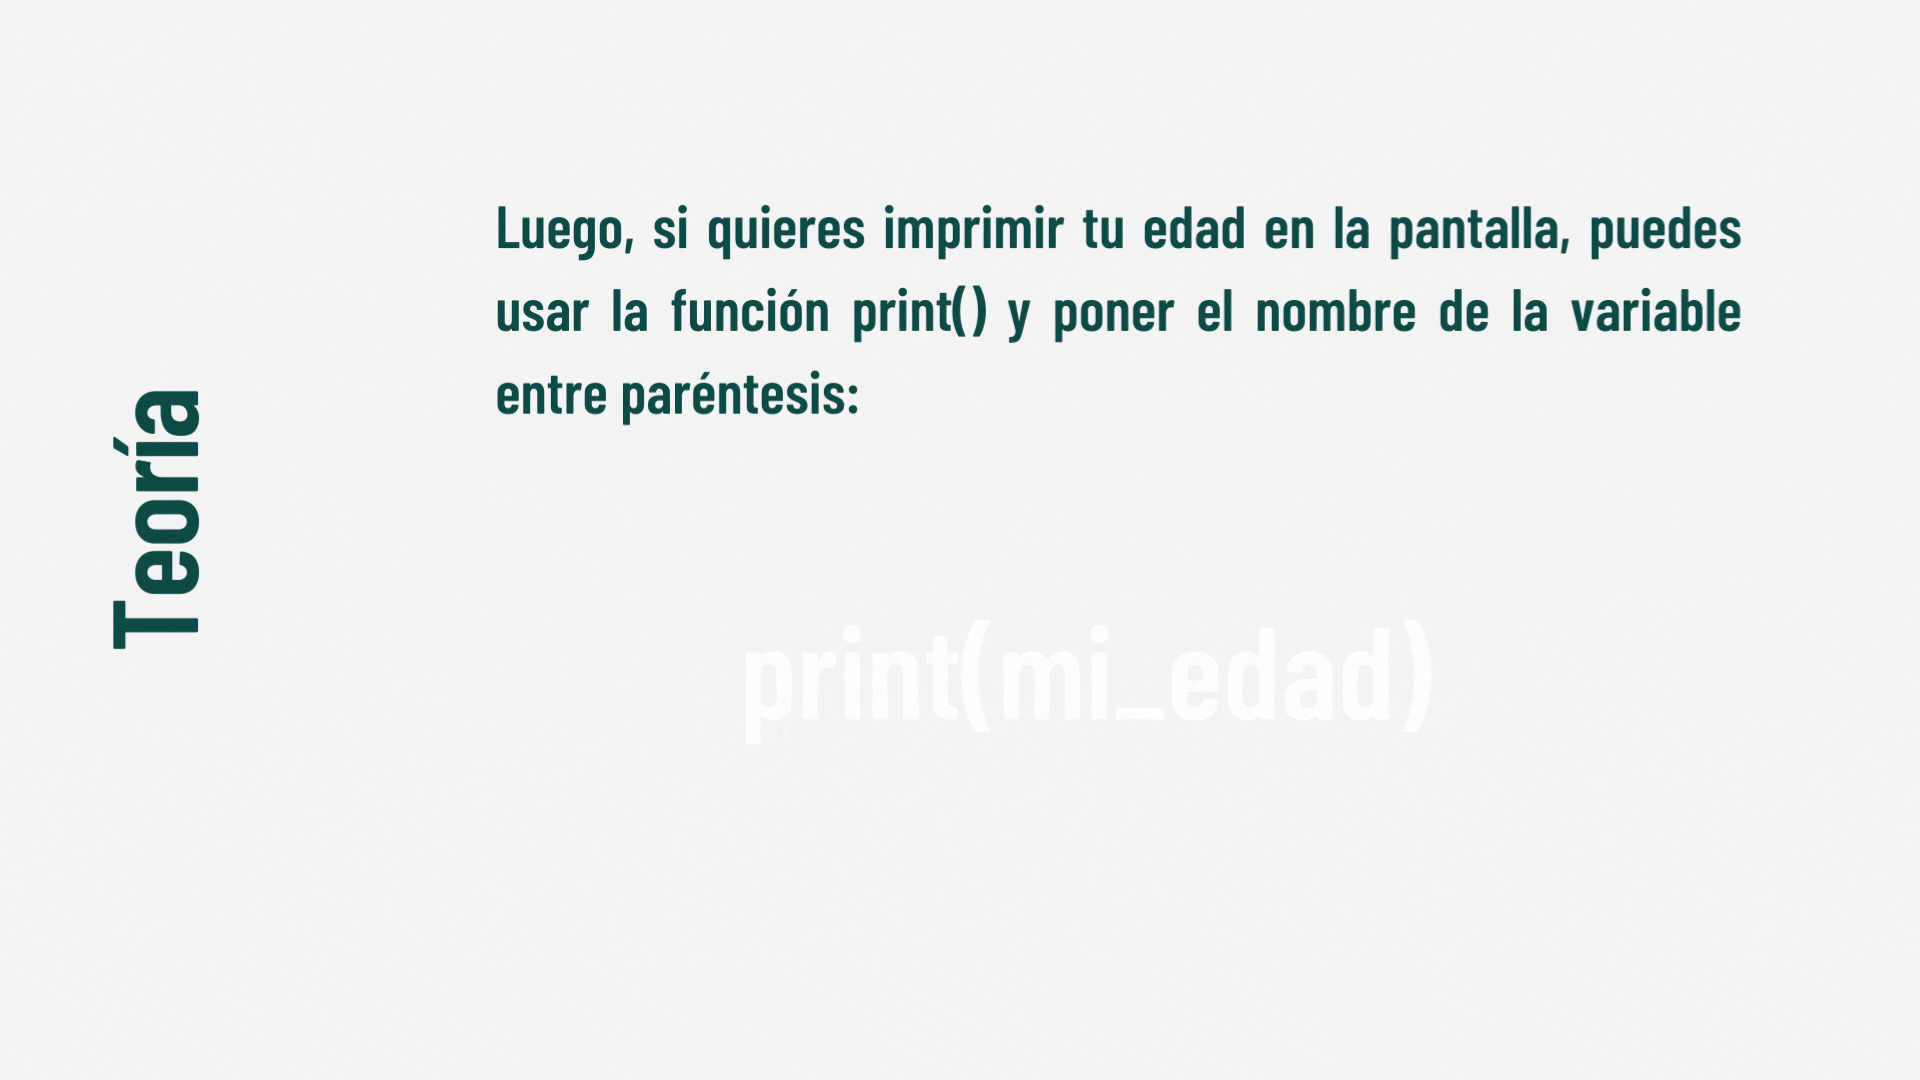 Teoría
Luego, si quieres imprimir tu edad en la pantalla, puedes
usar la función print() y poner el nombre de la variable
entre paréntesis:
print(mi_edad)